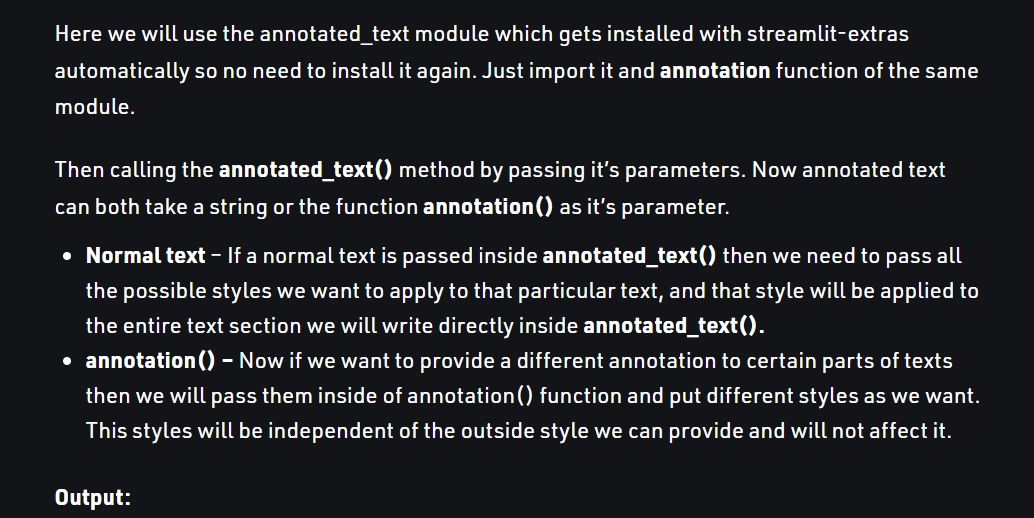 Here we will use the annotated_text module which gets installed with streamlit-extras
automatically so no need to install it again. Just import it and annotation function of the same
module.
Then calling the annotated_text() method by passing it’s parameters. Now annotated text
can both take a string or the function annotation() as it’s parameter.
• Normal text – If a normal text is passed inside annotated_text() then we need to pass all
the possible styles we want to apply to that particular text, and that style will be applied to
the entire text section we will write directly inside annotated_text().
• annotation() – Now if we want to provide a different annotation to certain parts of texts
then we will pass them inside of annotation() function and put different styles as we want.
This styles will be independent of the outside style we can provide and will not affect it.
Output: